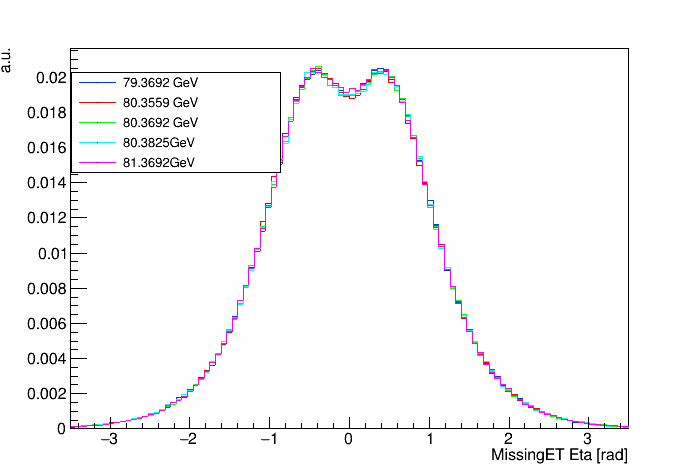 a.u.
0.02
0.018
0.016
0.014
0.012
0.01
0.008
0.006
0.004
0.002
0
79.3692 GeV
80.3559 GeV
80.3692 GeV
80.3825GeV
81.3692GeV
−3 −2 −1 0 1 2 3
MissingET Eta [rad]